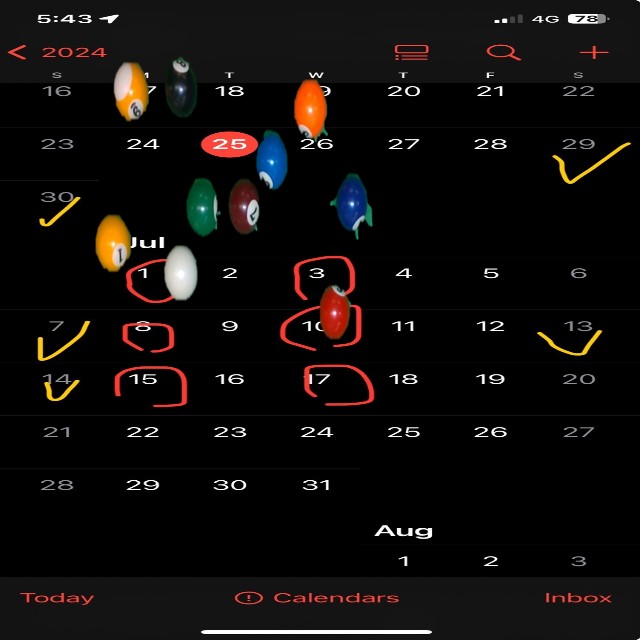 5:43 4G 78
2024
S M T W T F S
16 18 20 21 22
23 24 25 26 27 28 29
30
Jul
1 2 3 4 5 6
7 8 9 10 11 12 13
14 15 16 17 18 19 20
21 22 23 24 25 26 27
28 29 30 31
Aug
1 2 3
Today Calendars Inbox